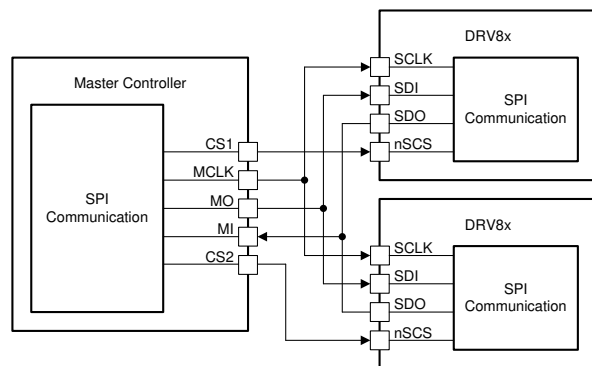 Master Controller
SPI
Communication
CS1
MCLK
MO
MI
CS2
DRV8x
SCLK
SDI
SDO
nSCS
SPI
Communication
DRV8x
SCLK
SDI
SDO
nSCS
SPI
Communication